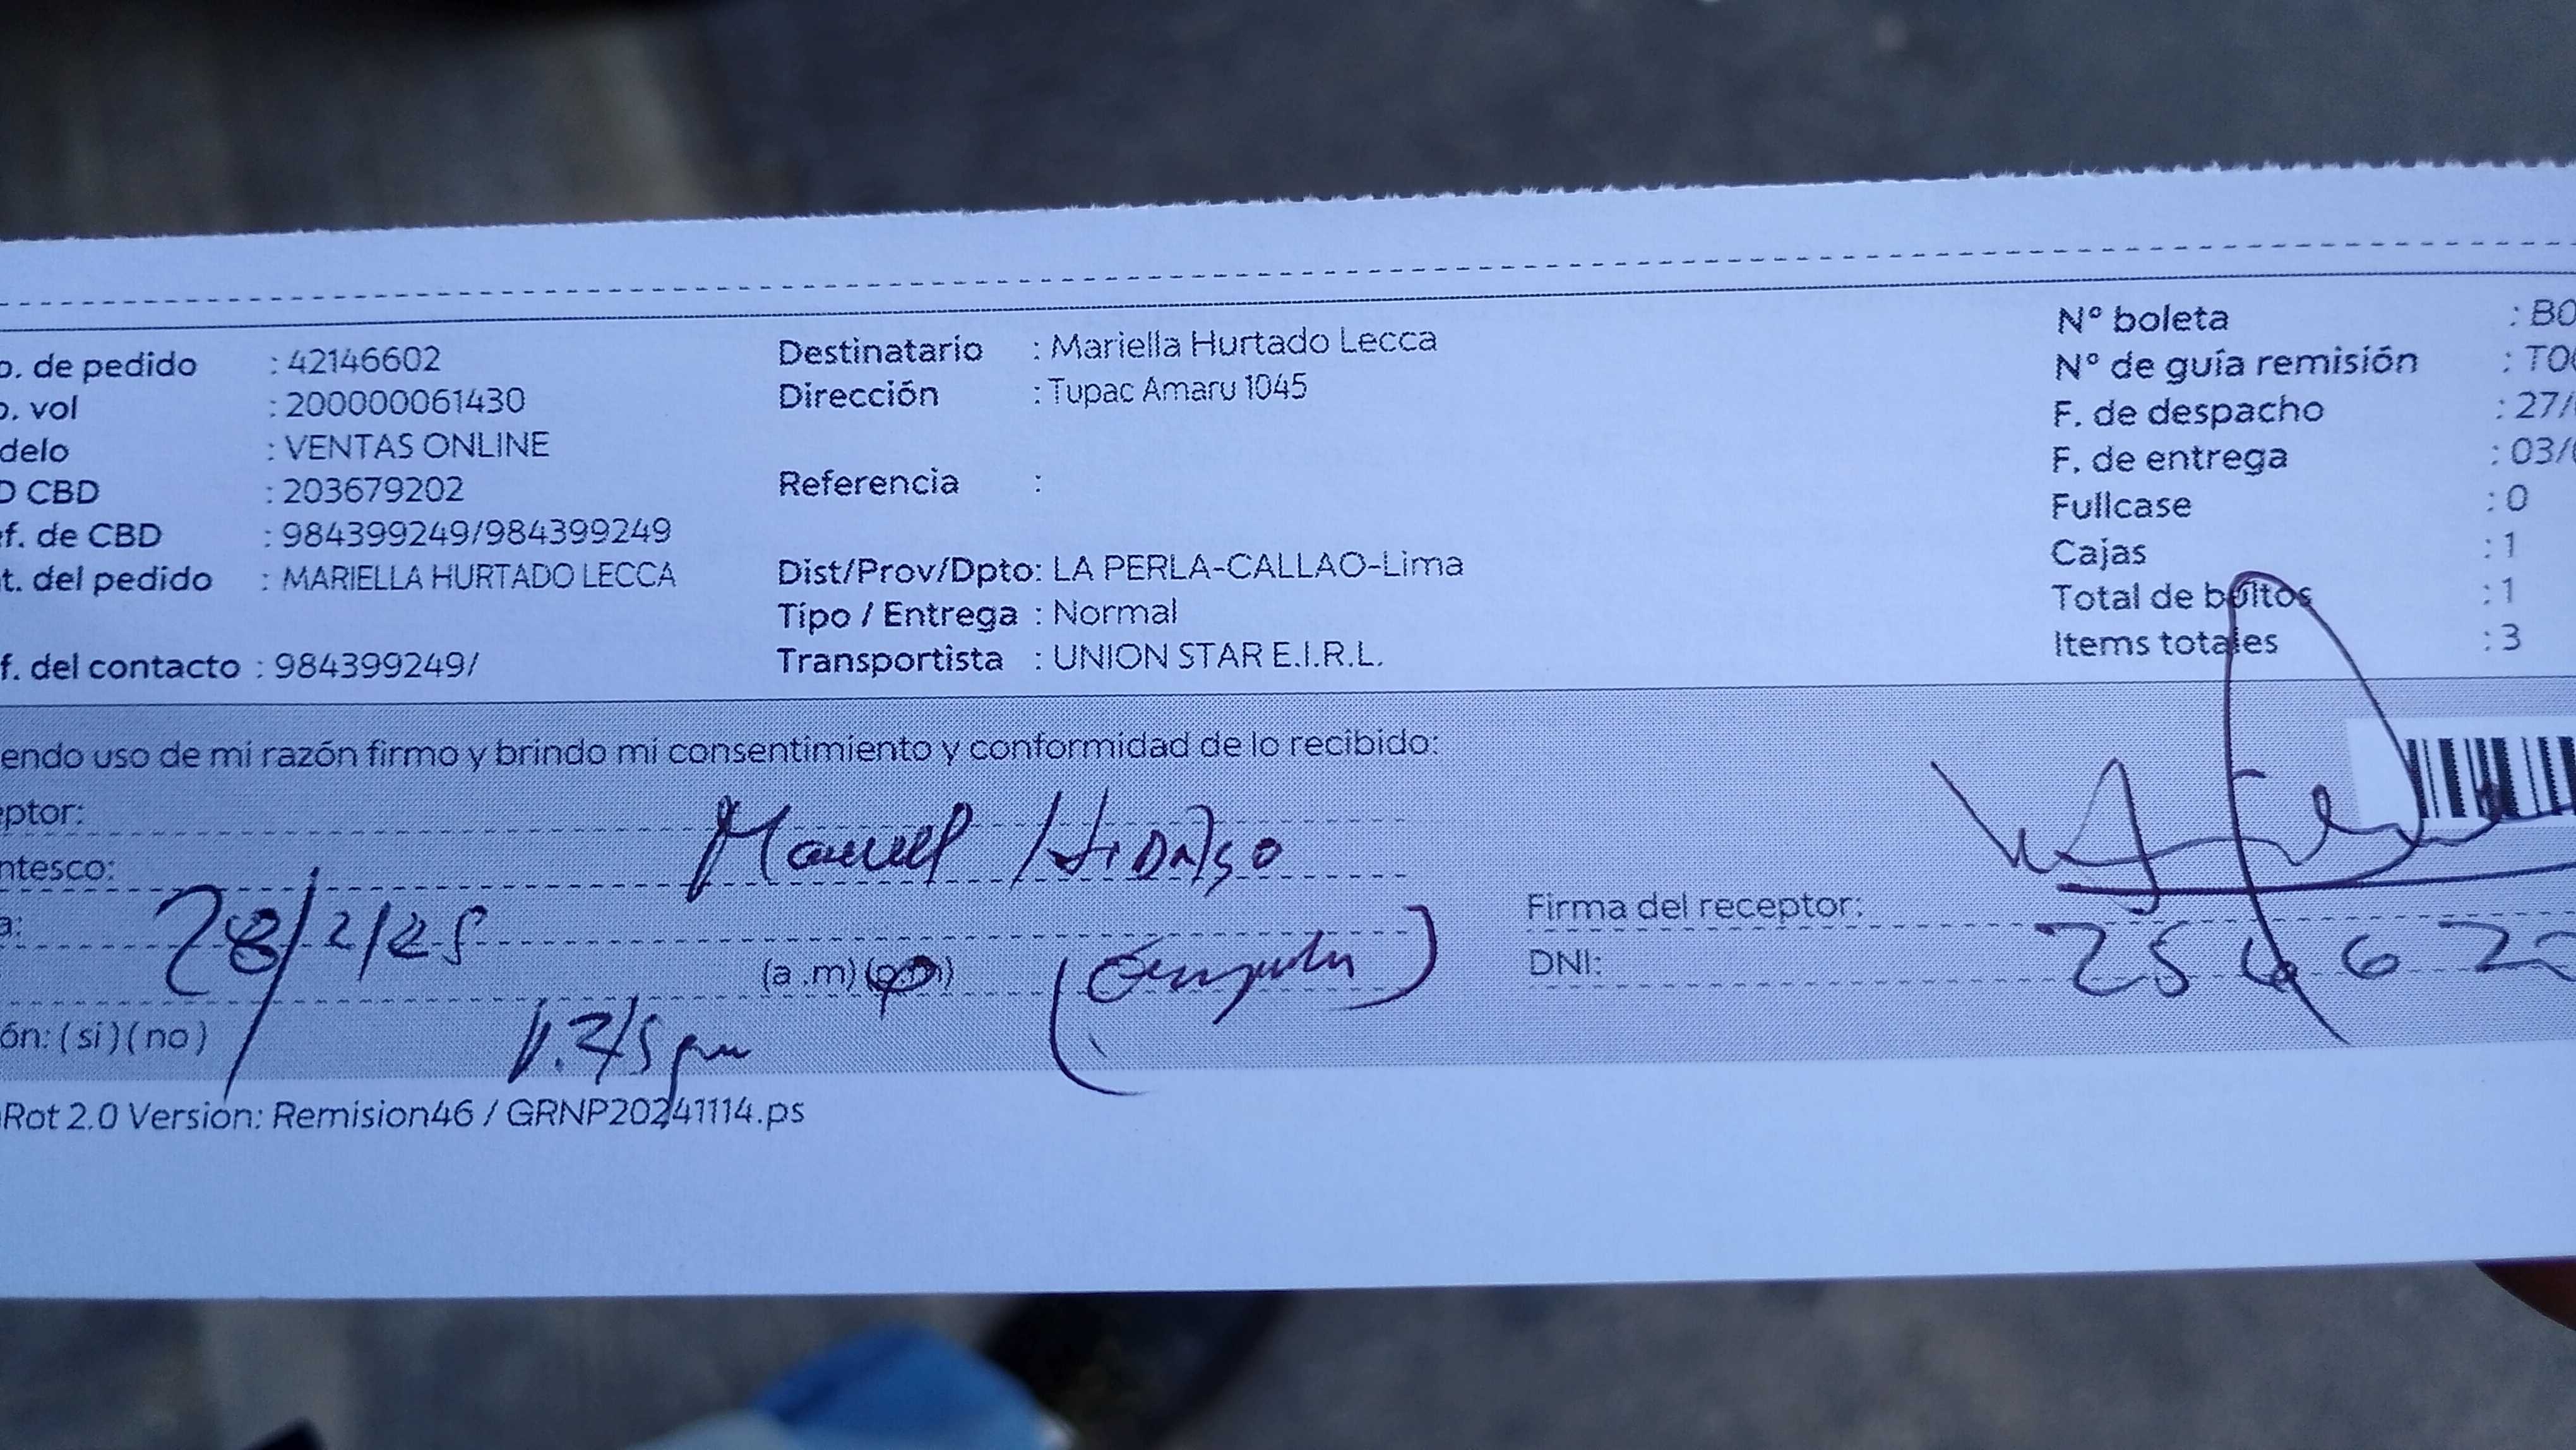 o. de pedido : 42146602
o. vol : 200000061430
delo : VENTAS ONLINE
D CBD : 203679202
ef. de CBD : 984399249/984399249
t. del pedido : MARIELLA HURTADO LECCA
f. del contacto : 984399249/
Destinatario : Mariella Hurtado Lecca
Dirección : Tupac Amaru 1045
Referencia :
Dist/Prov/Dpto: LA PERLA-CALLAO-Lima
Tipo / Entrega : Normal
Transportista : UNION STAR E.I.R.L.
N° boleta : B0
N° de guía remisión : T00
F. de despacho : 27/
F. de entrega : 03/
Fullcase : 0
Cajas : 1
Total de bultos : 1
Items totales : 3
endo uso de mi razón firmo y brindo mi consentimiento y conformidad de lo recibido:
eptor: Manuel Hidalgo
ntesco:
a: 28/2/25
(a .m) (p.m)
ón: (si) (no)
Firma del receptor:
DNI: 254622
Rot 2.0 Versión: Remision46 / GRNP20241114.ps